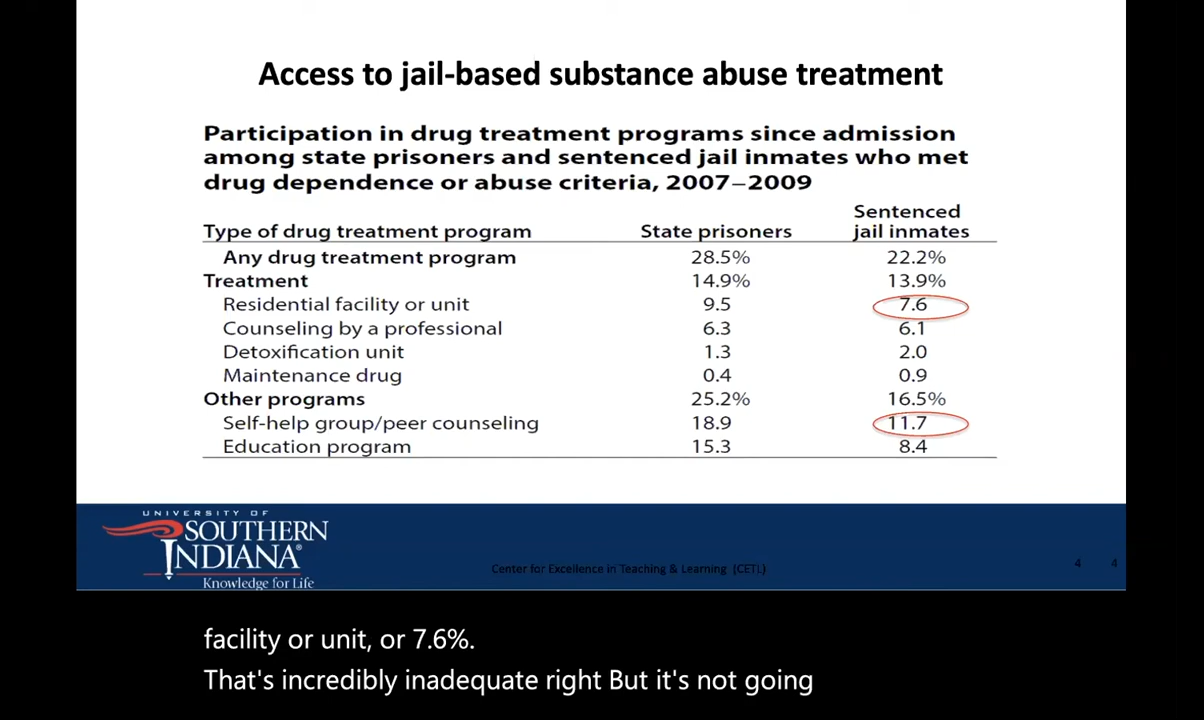 Access to jail-based substance abuse treatment
Participation in drug treatment programs since admission
among state prisoners and sentenced jail inmates who met
drug dependence or abuse criteria, 2007–2009
Sentenced
Type of drug treatment program State prisoners jail inmates
Any drug treatment program 28.5% 22.2%
Treatment 14.9% 13.9%
Residential facility or unit 9.5 7.6
Counseling by a professional 6.3 6.1
Detoxification unit 1.3 2.0
Maintenance drug 0.4 0.9
Other programs 25.2% 16.5%
Self-help group/peer counseling 18.9 11.7
Education program 15.3 8.4
UNIVERSITY OF
SOUTHERN
INDIANA®
Knowledge for Life
Center for Excellence in Teaching & Learning (CETL)
4 4
facility or unit, or 7.6%.
That's incredibly inadequate right But it's not going